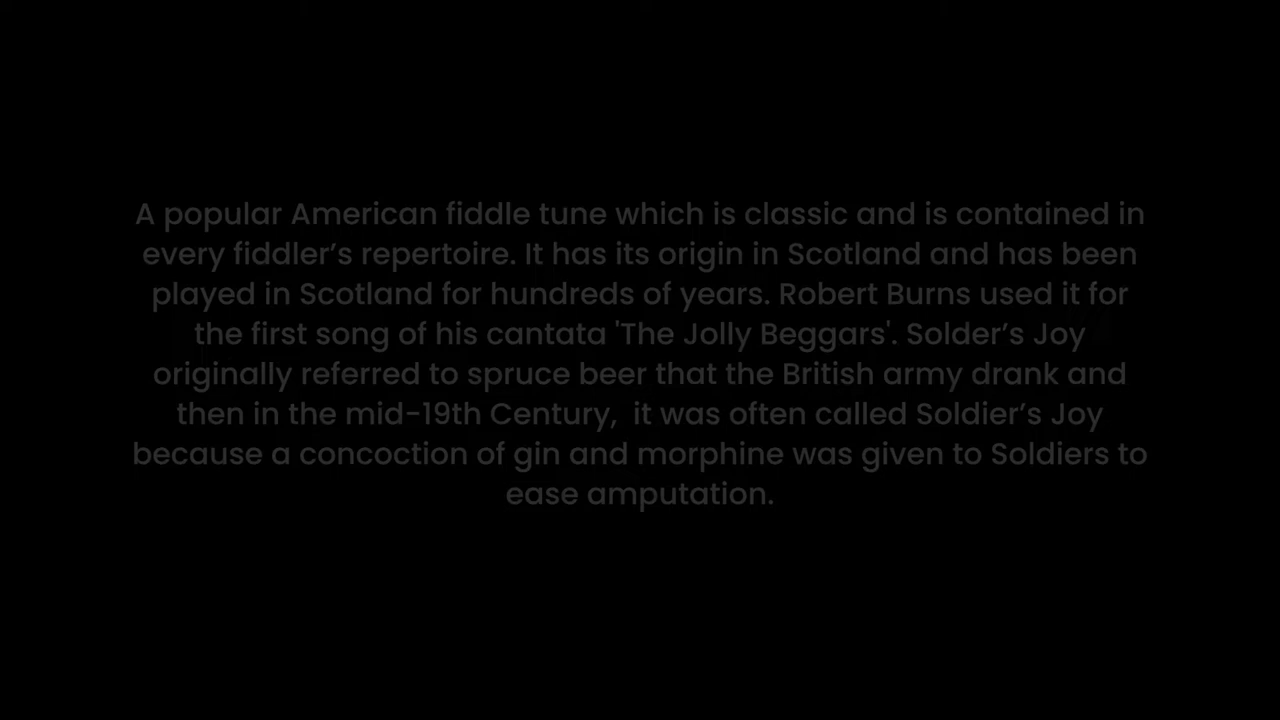 A popular American fiddle tune which is classic and is contained in
every fiddler’s repertoire. It has its origin in Scotland and has been
played in Scotland for hundreds of years. Robert Burns used it for
the first song of his cantata 'The Jolly Beggars'. Solder’s Joy
originally referred to spruce beer that the British army drank and
then in the mid-19th Century,  it was often called Soldier’s Joy
because a concoction of gin and morphine was given to Soldiers to
ease amputation.